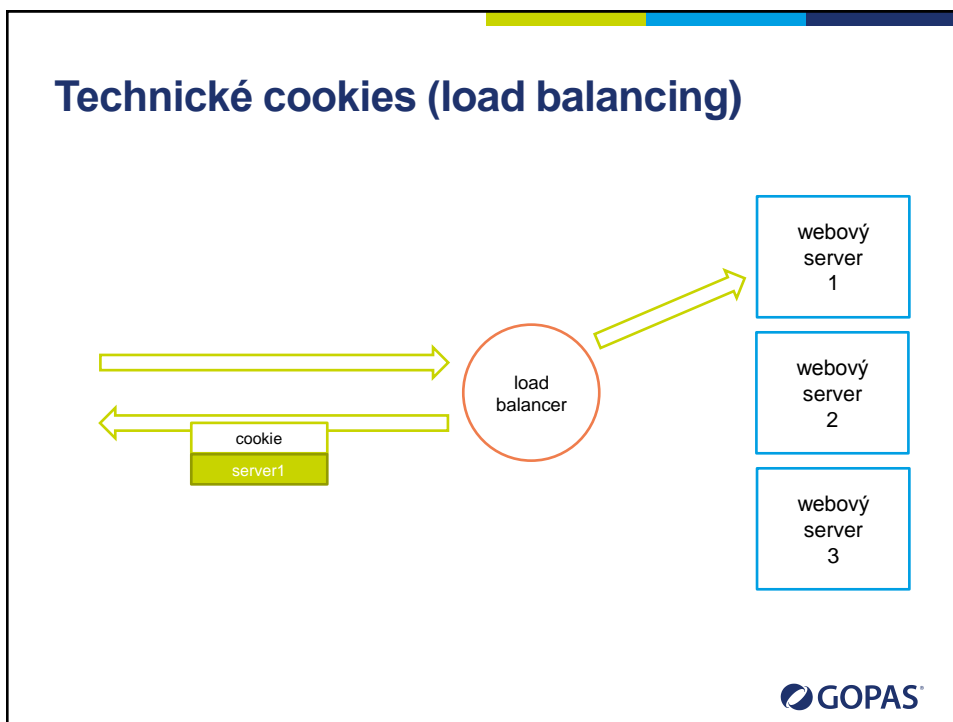 Technické cookies (load balancing)
webový
server
1
load
balancer
webový
server
2
cookie
server1
webový
server
3
GOPAS